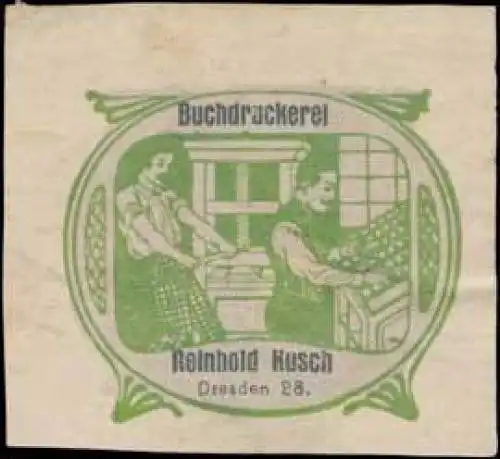 Buchdruckerei
Reinhold Kusch
Dresden 28.